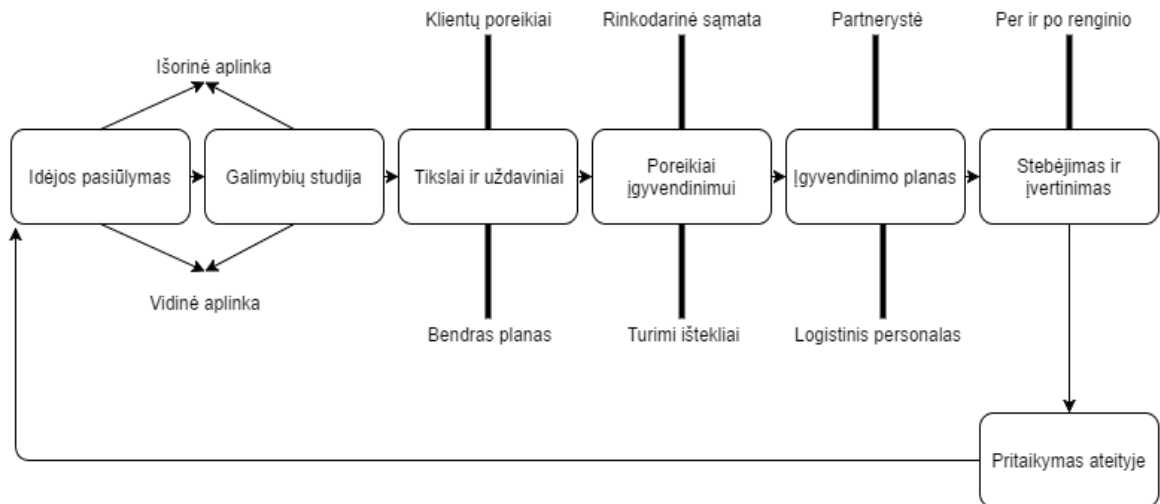 Klientų poreikiai
Rinkodarinė sąmata
Partnerystė
Per ir po renginio
Išorinė aplinka
Idėjos pasiūlymas
Galimybių studija
Tikslai ir uždaviniai
Poreikiai
įgyvendinimui
Įgyvendinimo planas
Stebėjimas ir
įvertinimas
Vidinė aplinka
Bendras planas
Turimi ištekliai
Logistinis personalas
Pritaikymas ateityje